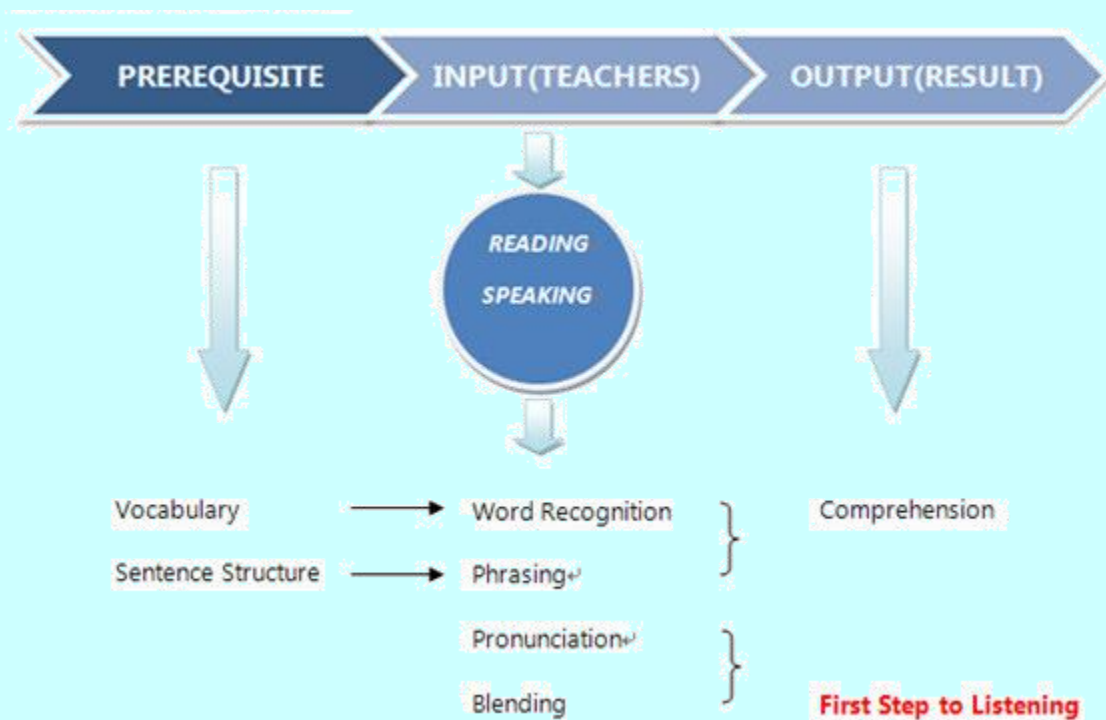 PREREQUISITE INPUT(TEACHERS) OUTPUT(RESULT)
READING
SPEAKING
Vocabulary Word Recognition Comprehension
Sentence Structure Phrasing
Pronunciation
Blending First Step to Listening